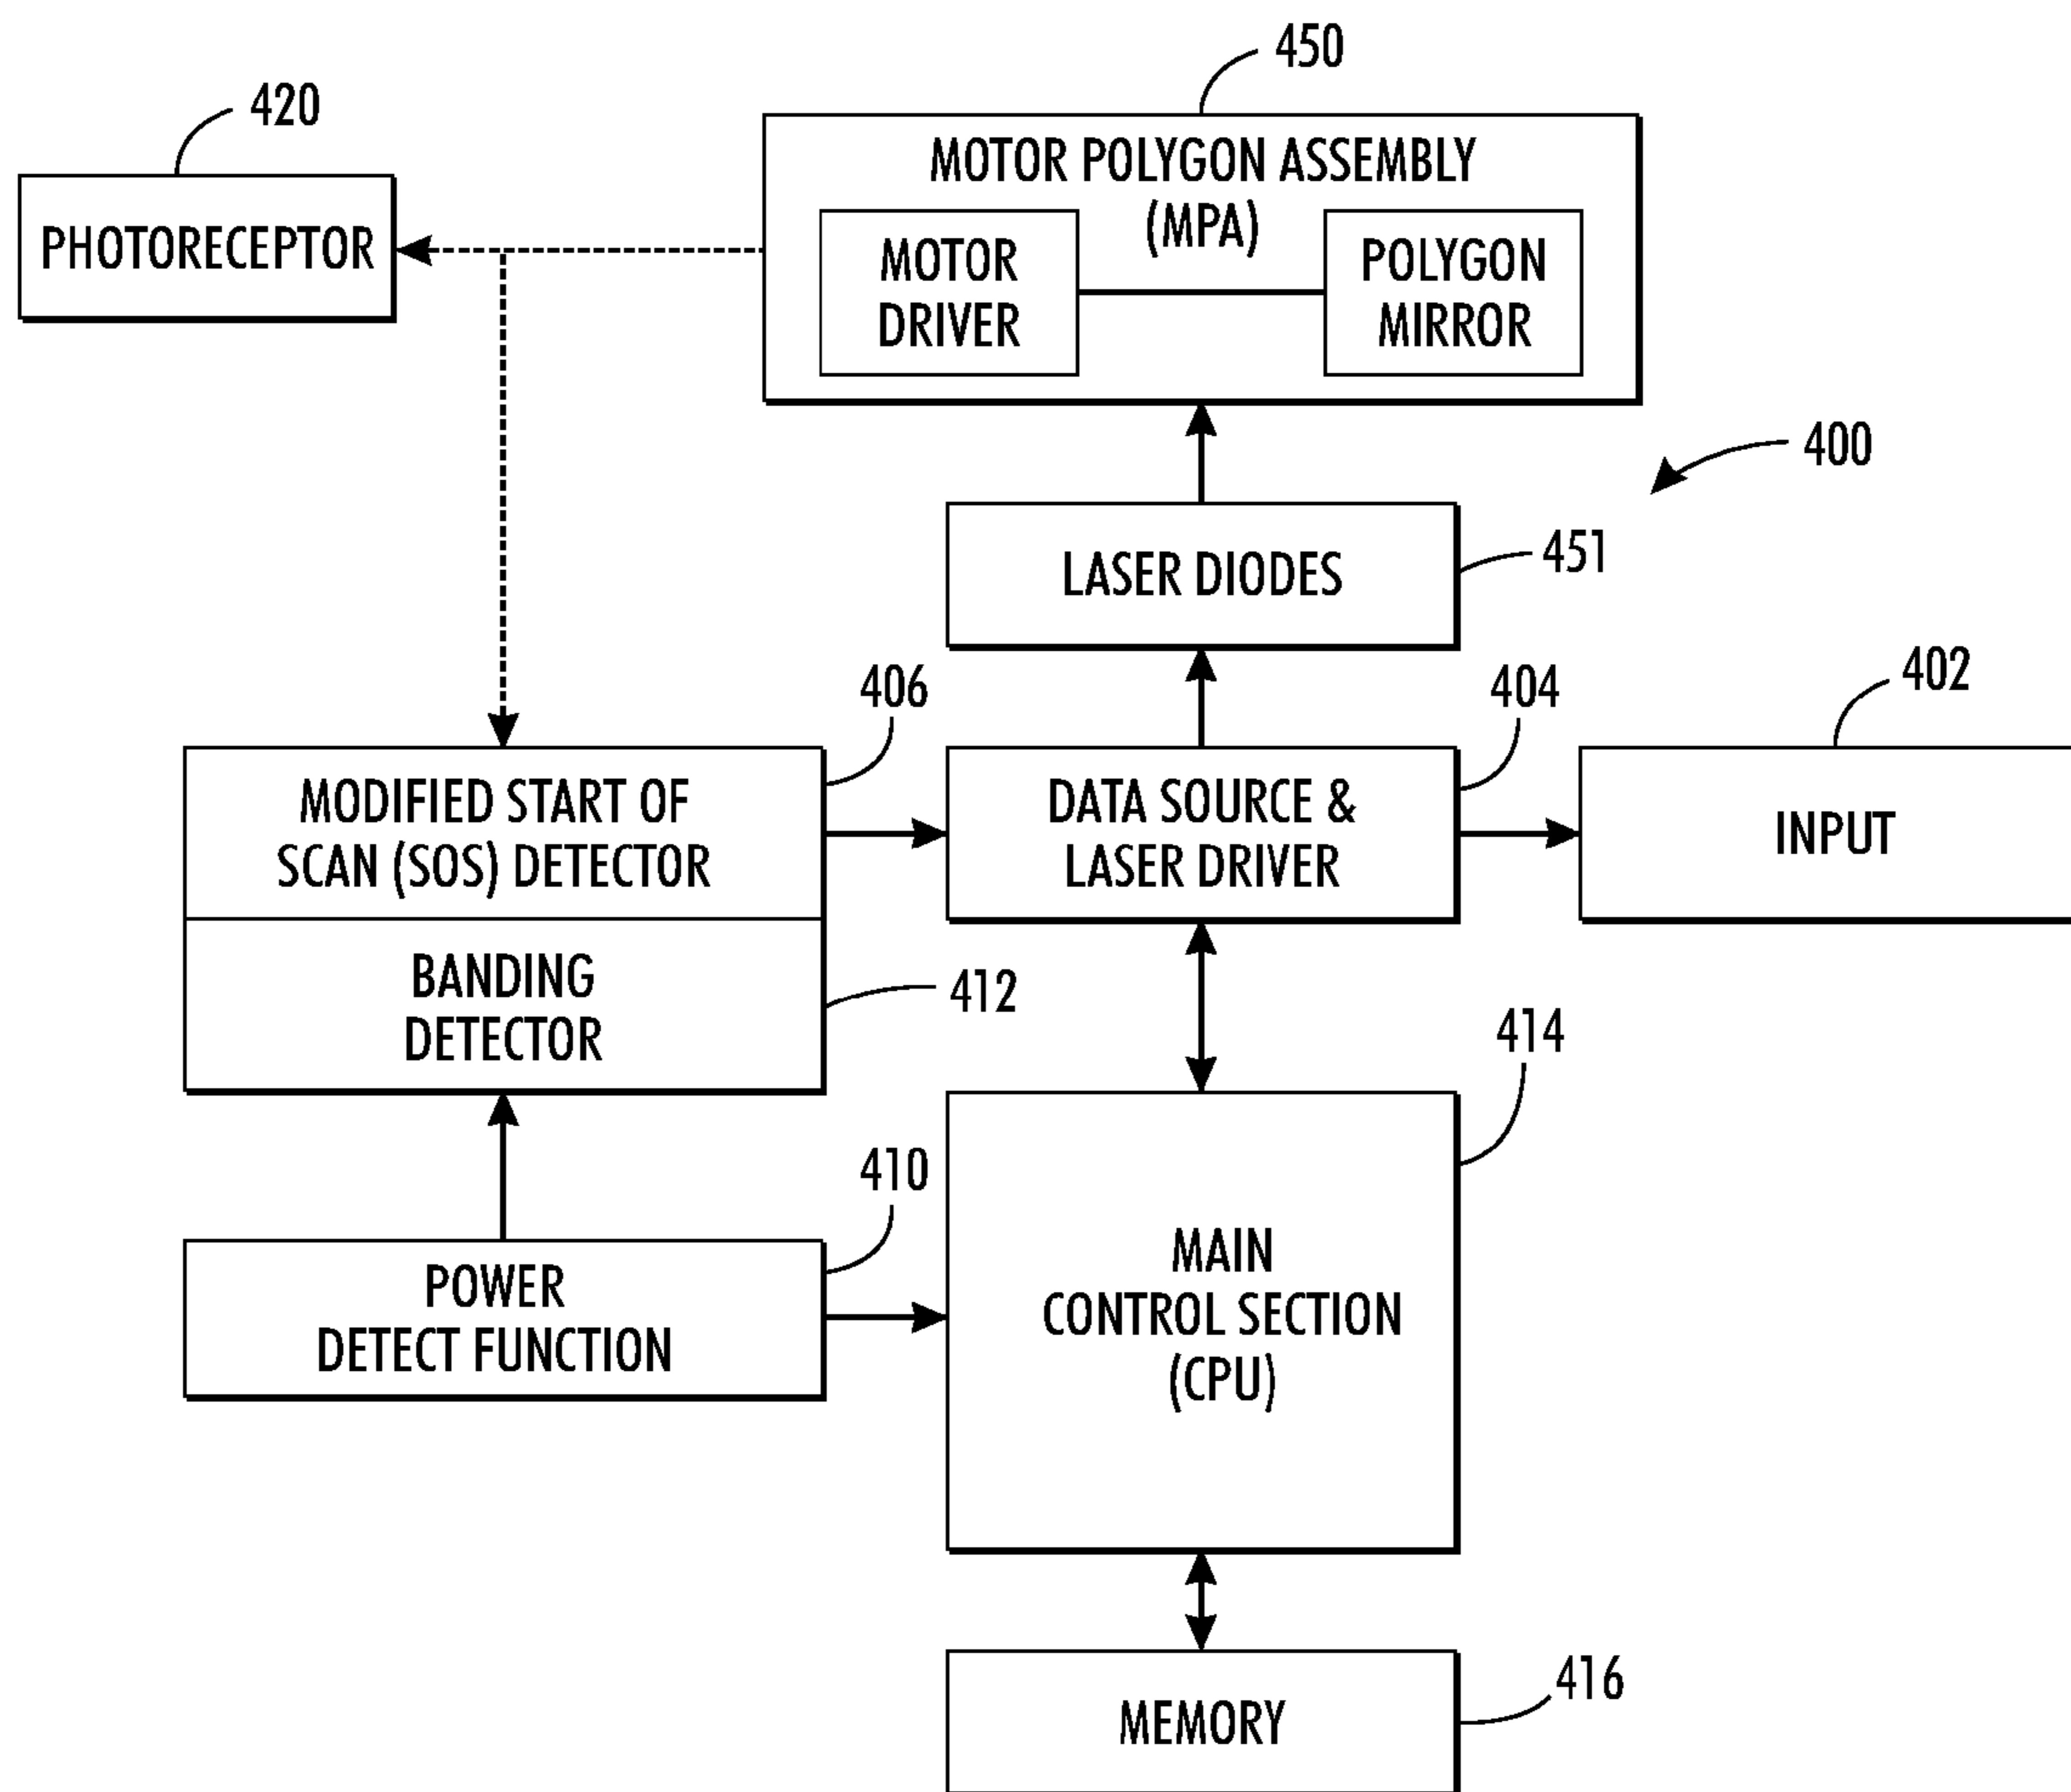 450
420
MOTOR POLYGON ASSEMBLY
(MPA)
PHOTORECEPTOR
MOTOR
DRIVER
POLYGON
MIRROR
400
LASER DIODES
451
406
404
402
MODIFIED START OF
SCAN (SOS) DETECTOR
DATA SOURCE &
LASER DRIVER
INPUT
BANDING
DETECTOR
412
414
410
POWER
DETECT FUNCTION
MAIN
CONTROL SECTION
(CPU)
MEMORY
416